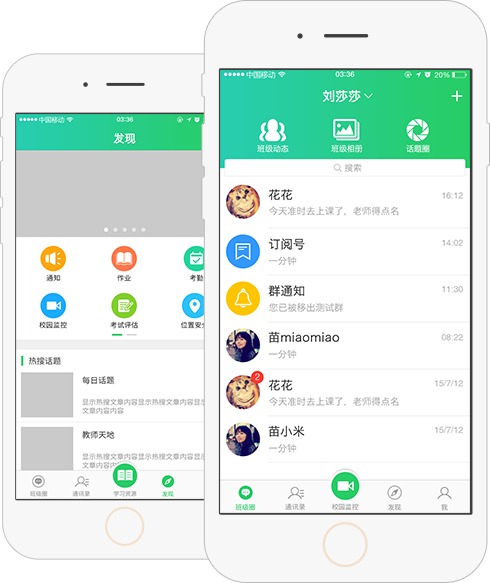 中国移动
03:36
发现
通知
作业
考勤
校园监控
考试评估
位置安
热搜话题
每日话题
显示热搜文章内容显示热搜文章内容显示
文章内容内容
教师天地
显示热搜文章内容显示热搜文章内容显示
文章内容内容
班级圈
通讯录
学习资源
发现
中国移动
03:36
20%
刘莎莎
班级动态
班级相册
话题圈
搜索
花花
16:12
今天准时去上课了，老师得点名
订阅号
14:02
一分钟
群通知
11:30
您已被移出测试群
苗miaomiao
08:22
一分钟
2
花花
15/7/12
今天准时去上课了，老师得点名
苗小米
15/7/12
一分钟
班级圈
通讯录
校园监控
发现
我